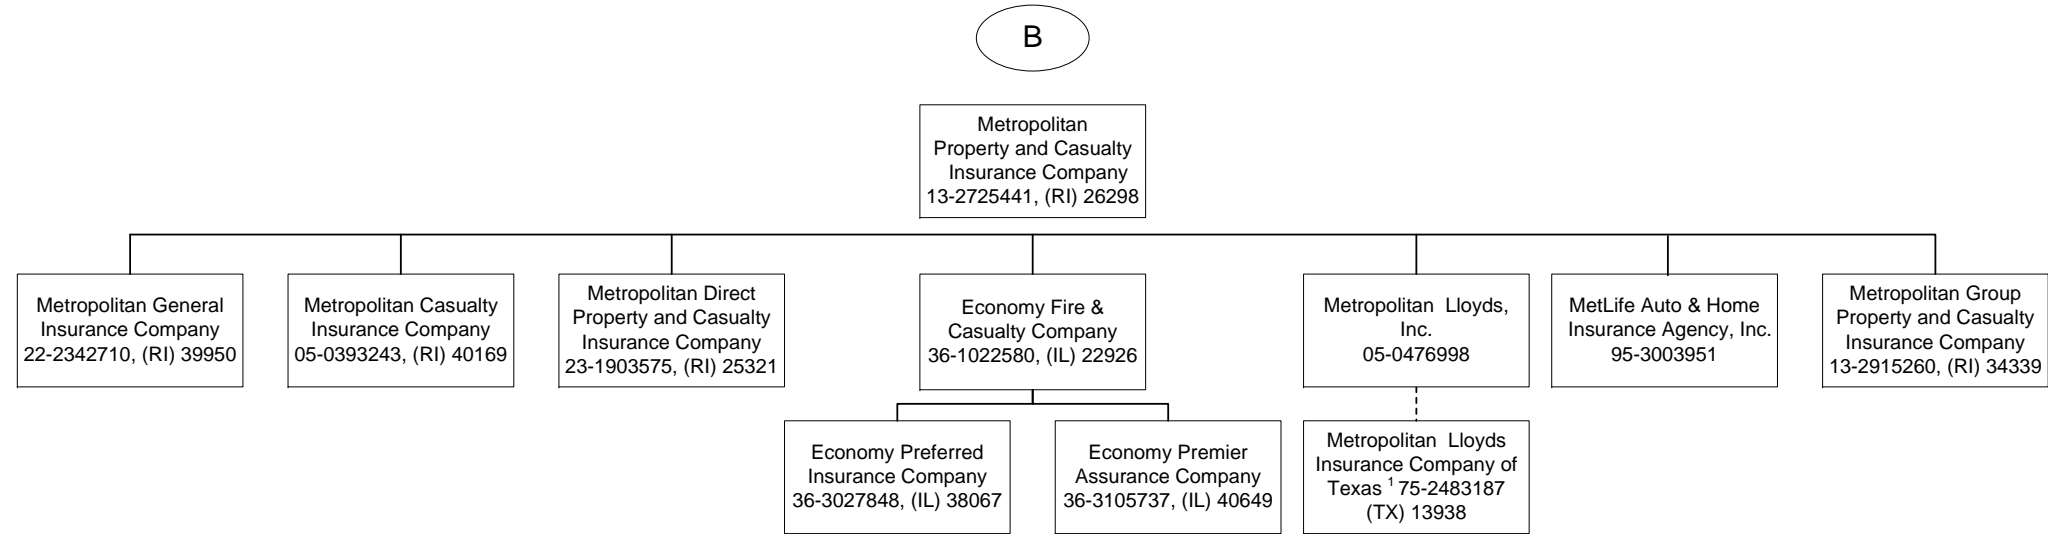 B
Metropolitan
Property and Casualty
Insurance Company
13-2725441, (RI) 26298
Metropolitan General
Insurance Company
22-2342710, (RI) 39950
Metropolitan Casualty
Insurance Company
05-0393243, (RI) 40169
Metropolitan Direct
Property and Casualty
Insurance Company
23-1903575, (RI) 25321
Economy Fire &
Casualty Company
36-1022580, (IL) 22926
Metropolitan Lloyds,
Inc.
05-0476998
MetLife Auto & Home
Insurance Agency, Inc.
95-3003951
Metropolitan Group
Property and Casualty
Insurance Company
13-2915260, (RI) 34339
Economy Preferred
Insurance Company
36-3027848, (IL) 38067
Economy Premier
Assurance Company
36-3105737, (IL) 40649
Metropolitan Lloyds
Insurance Company of
Texas 1 75-2483187
(TX) 13938